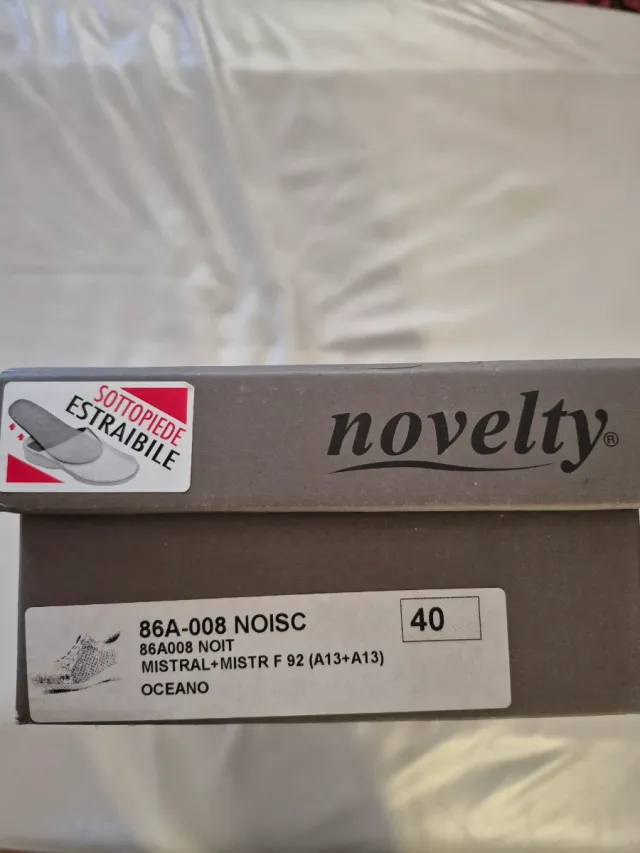 SOTTOPIEDE
ESTRAIBILE
novelty®
86A-008 NOISC
40
86A008 NOIT
MISTRAL+MISTR F 92 (A13+A13)
OCEANO